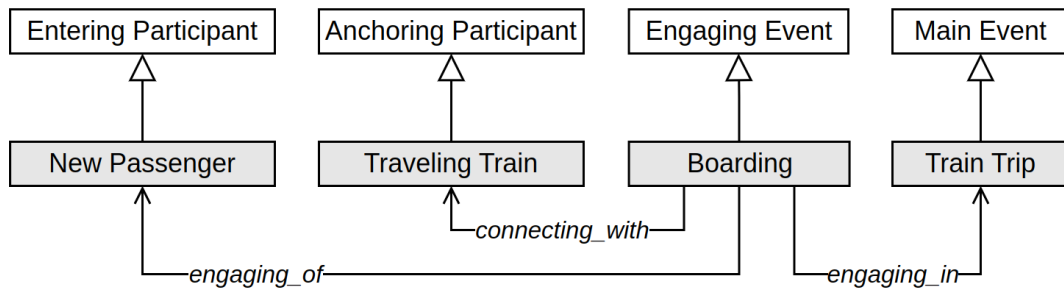 Entering Participant
Anchoring Participant
Engaging Event
Main Event
New Passenger
Traveling Train
Boarding
Train Trip
connecting_with
engaging_of
engaging_in